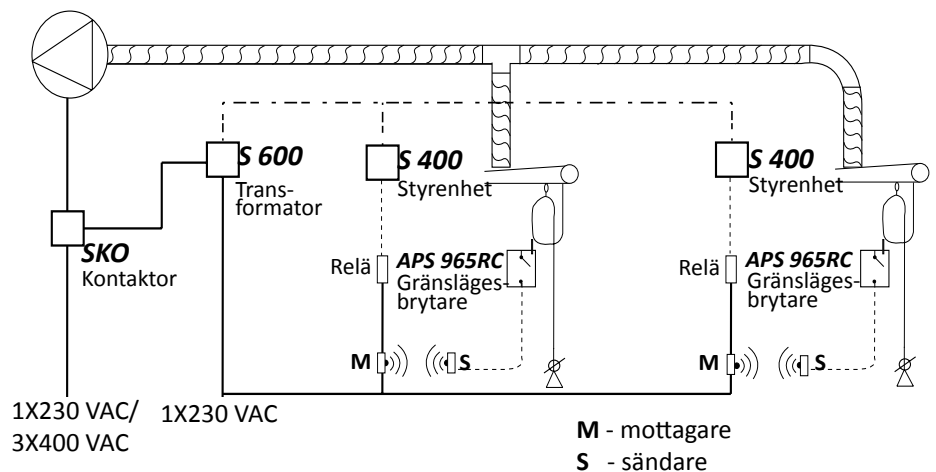 S 600
Trans-
formator
S 400
Styrenhet
S 400
Styrenhet
SKO
Kontaktor
Relä
APS 965RC
Gränsläges-
brytare
Relä
APS 965RC
Gränsläges-
brytare
M
S
M
S
1X230 VAC/
3X400 VAC
1X230 VAC
M - mottagare
S - sändare